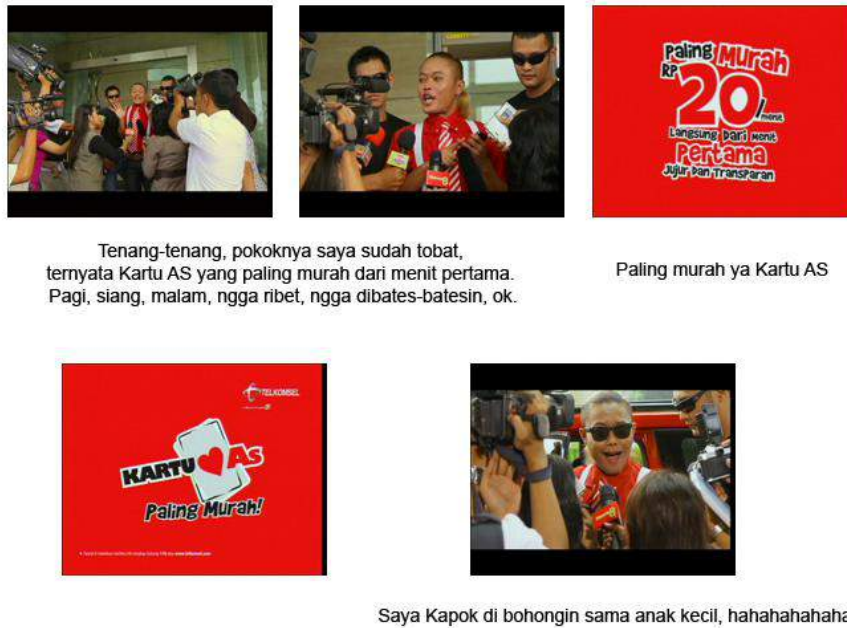 Paling Murah
RP 20/menit
Langsung Dari Menit
Pertama
Jujur Dan Transparan
Tenang-tenang, pokoknya saya sudah tobat,
ternyata Kartu AS yang paling murah dari menit pertama.
Pagi, siang, malam, ngga ribet, ngga dibates-batesin, ok.
Paling murah ya Kartu AS
TELKOMSEL
KARTU As
Paling Murah!
Saya Kapok di bohongin sama anak kecil, hahahahahaha